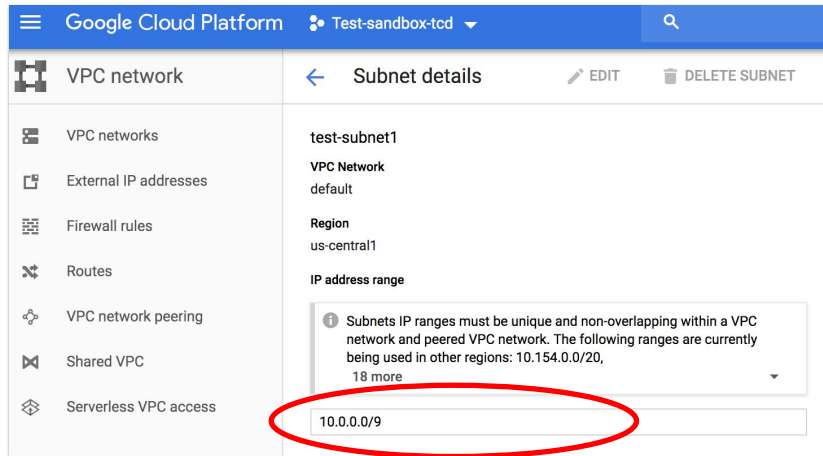 Google Cloud Platform Test-sandbox-tcd
VPC network
Subnet details EDIT DELETE SUBNET
VPC networks
External IP addresses
Firewall rules
Routes
VPC network peering
Shared VPC
Serverless VPC access
test-subnet1
VPC Network
default
Region
us-central1
IP address range
Subnets IP ranges must be unique and non-overlapping within a VPC
network and peered VPC network. The following ranges are currently
being used in other regions: 10.154.0.0/20,
18 more
10.0.0.0/9